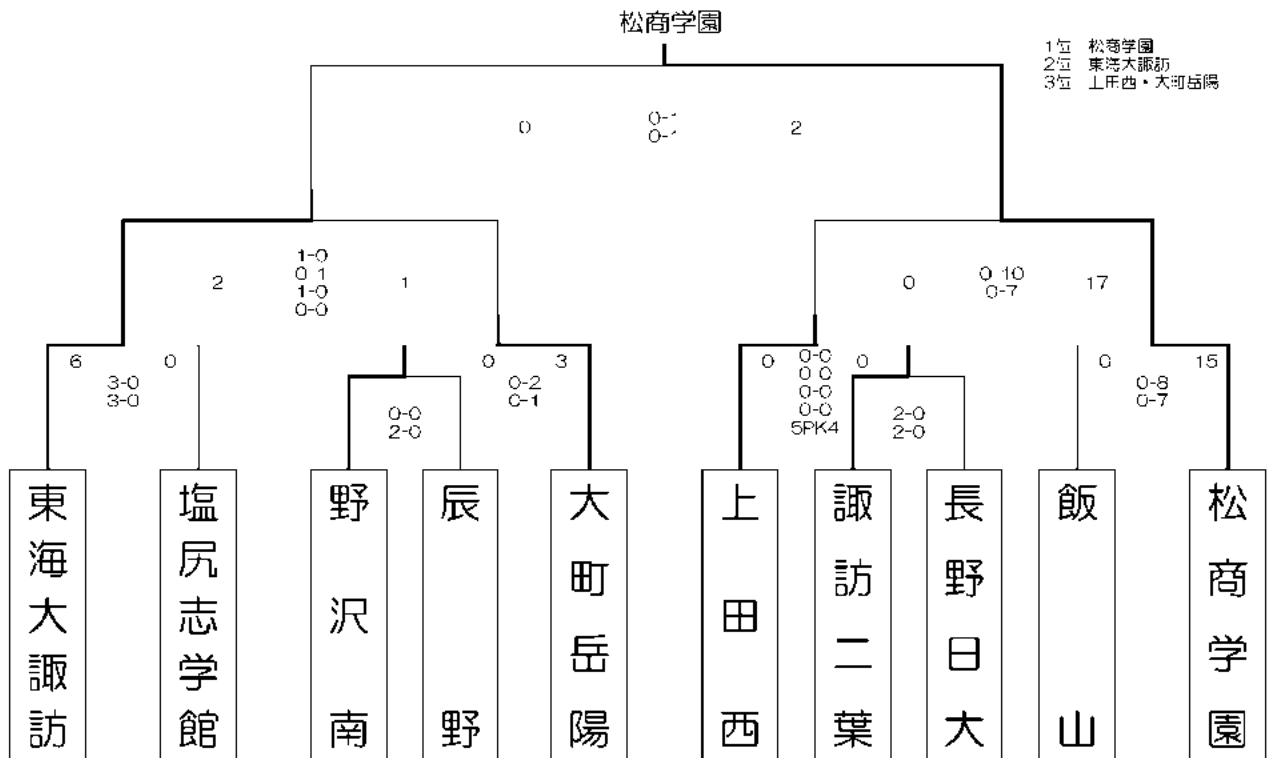 松商学園
1位 松商学園
2位 東海大諏訪
3位 上田西・大町岳陽
0 0-1 2
0-1
1-0
2 0 1 1
1-0
0-0
0 0 10 17
0-7
6 0
3-0
3-0
0 3
0-2
0-1
0-0
2-0
0 0-0 0
0 0
0-0
0-0
5PK4
2-0
2-0
0 15
0-8
0-7
東海大諏訪
塩尻志学館
野沢南
辰野
大町岳陽
上田西
諏訪二葉
長野日大
飯山
松商学園